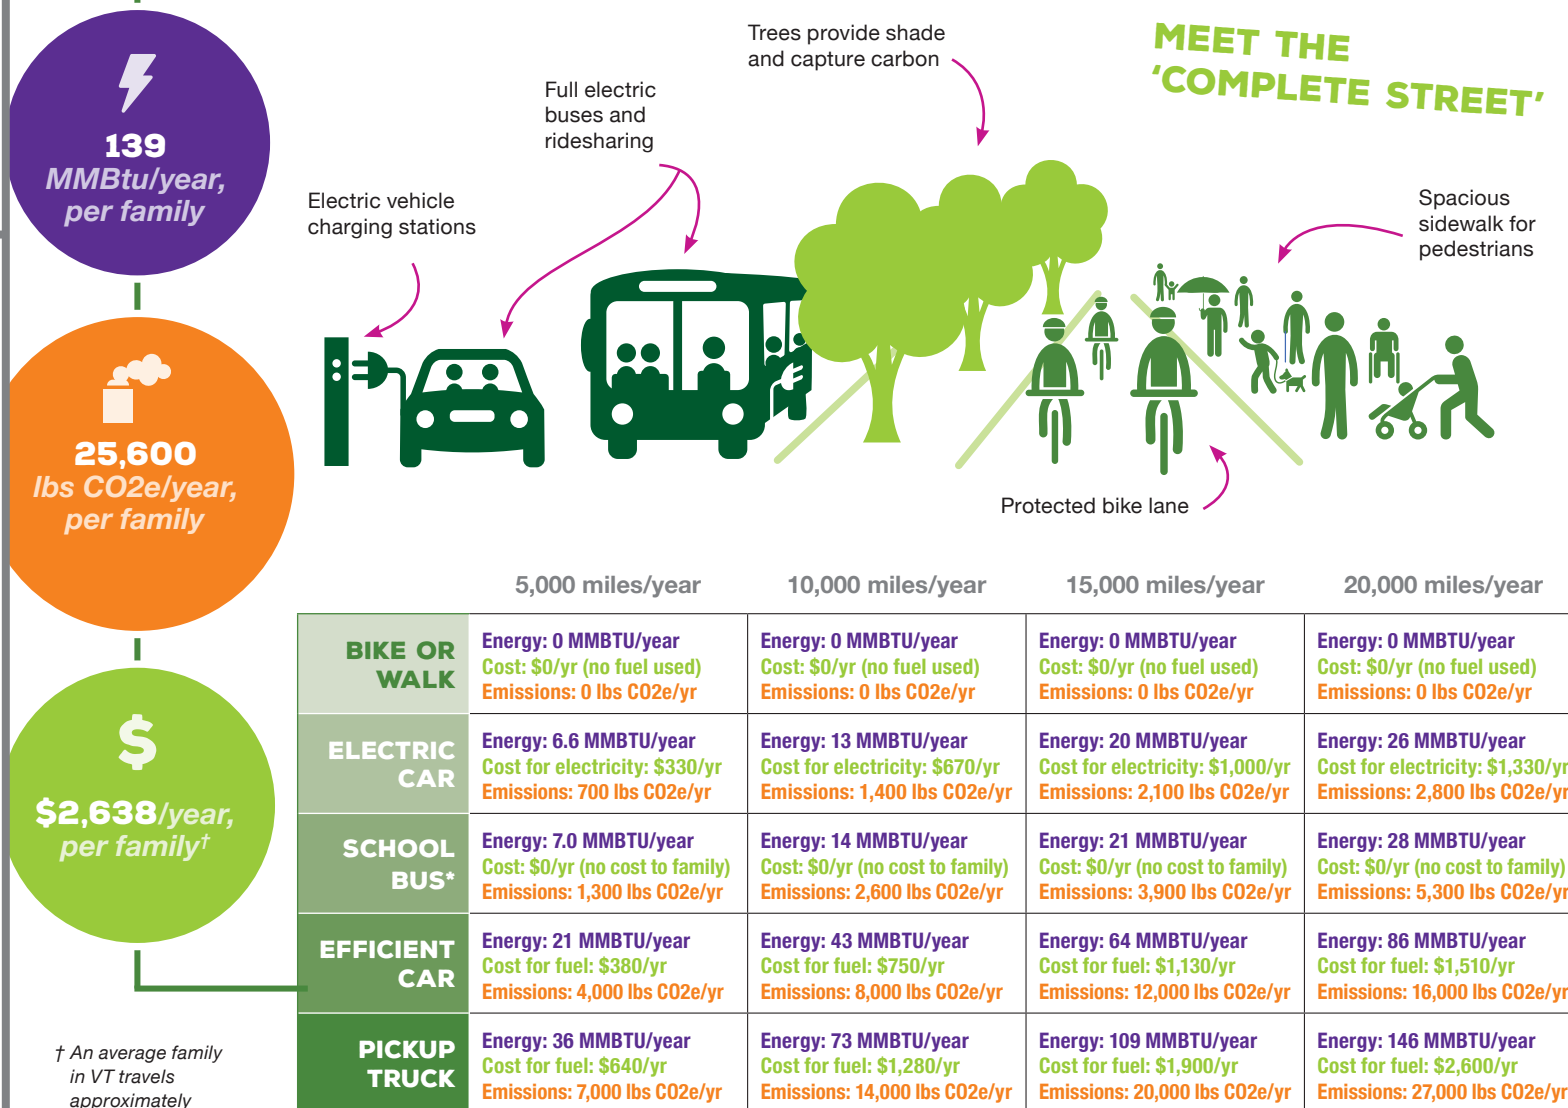 139
MMBtu/year,
per family
25,600
lbs CO2e/year,
per family
$
$2,638/year,
per family†
† An average family
in VT travels
approximately
MEET THE
‘COMPLETE STREET’
Trees provide shade
and capture carbon
Full electric
buses and
ridesharing
Electric vehicle
charging stations
Spacious
sidewalk for
pedestrians
Protected bike lane
5,000 miles/year
10,000 miles/year
15,000 miles/year
20,000 miles/year
BIKE OR
WALK
Energy: 0 MMBTU/year
Cost: $0/yr (no fuel used)
Emissions: 0 lbs CO2e/yr
Energy: 0 MMBTU/year
Cost: $0/yr (no fuel used)
Emissions: 0 lbs CO2e/yr
Energy: 0 MMBTU/year
Cost: $0/yr (no fuel used)
Emissions: 0 lbs CO2e/yr
Energy: 0 MMBTU/year
Cost: $0/yr (no fuel used)
Emissions: 0 lbs CO2e/yr
ELECTRIC
CAR
Energy: 6.6 MMBTU/year
Cost for electricity: $330/yr
Emissions: 700 lbs CO2e/yr
Energy: 13 MMBTU/year
Cost for electricity: $670/yr
Emissions: 1,400 lbs CO2e/yr
Energy: 20 MMBTU/year
Cost for electricity: $1,000/yr
Emissions: 2,100 lbs CO2e/yr
Energy: 26 MMBTU/year
Cost for electricity: $1,330/yr
Emissions: 2,800 lbs CO2e/yr
SCHOOL
BUS*
Energy: 7.0 MMBTU/year
Cost: $0/yr (no cost to family)
Emissions: 1,300 lbs CO2e/yr
Energy: 14 MMBTU/year
Cost: $0/yr (no cost to family)
Emissions: 2,600 lbs CO2e/yr
Energy: 21 MMBTU/year
Cost: $0/yr (no cost to family)
Emissions: 3,900 lbs CO2e/yr
Energy: 28 MMBTU/year
Cost: $0/yr (no cost to family)
Emissions: 5,300 lbs CO2e/yr
EFFICIENT
CAR
Energy: 21 MMBTU/year
Cost for fuel: $380/yr
Emissions: 4,000 lbs CO2e/yr
Energy: 43 MMBTU/year
Cost for fuel: $750/yr
Emissions: 8,000 lbs CO2e/yr
Energy: 64 MMBTU/year
Cost for fuel: $1,130/yr
Emissions: 12,000 lbs CO2e/yr
Energy: 86 MMBTU/year
Cost for fuel: $1,510/yr
Emissions: 16,000 lbs CO2e/yr
PICKUP
TRUCK
Energy: 36 MMBTU/year
Cost for fuel: $640/yr
Emissions: 7,000 lbs CO2e/yr
Energy: 73 MMBTU/year
Cost for fuel: $1,280/yr
Emissions: 14,000 lbs CO2e/yr
Energy: 109 MMBTU/year
Cost for fuel: $1,900/yr
Emissions: 20,000 lbs CO2e/yr
Energy: 146 MMBTU/year
Cost for fuel: $2,600/yr
Emissions: 27,000 lbs CO2e/yr